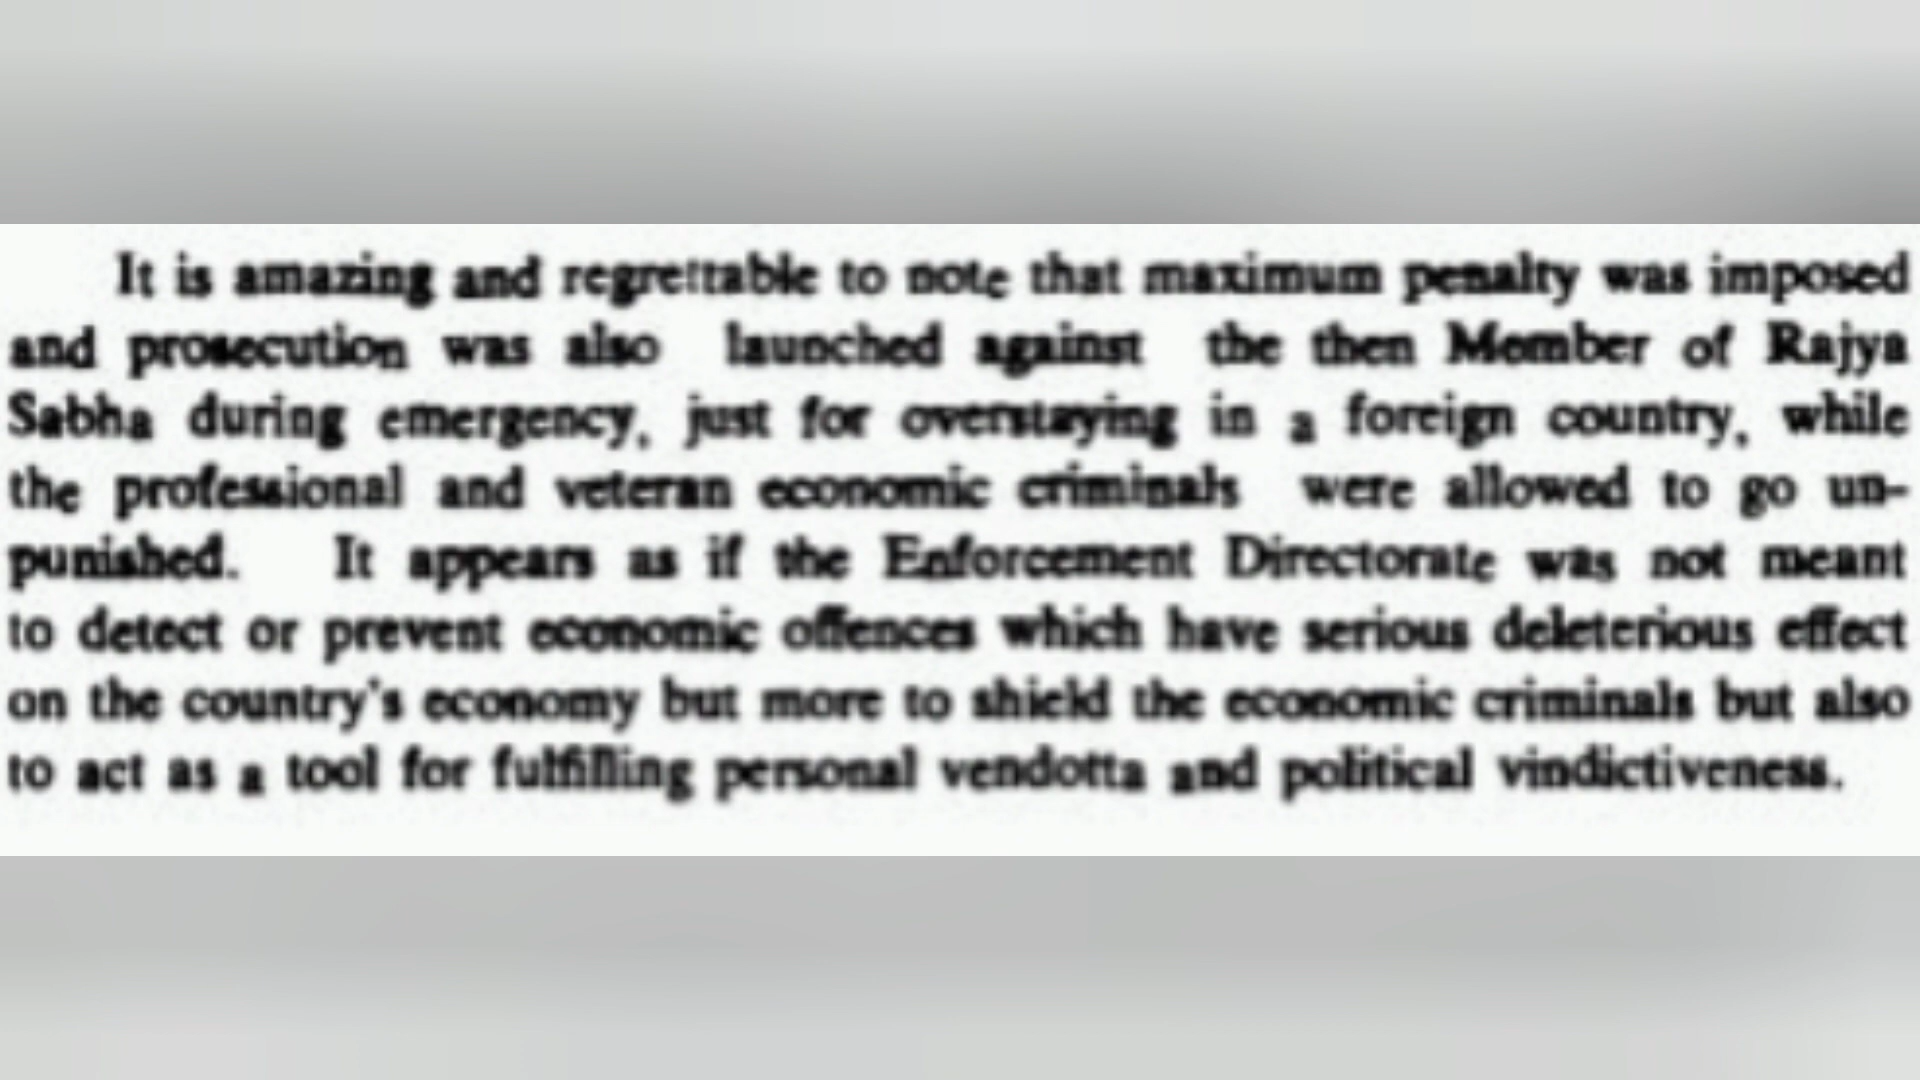 It is amazing and regrettable to note that maximum penalty was imposed
and prosecution was also launched against the then Member of Rajya
Sabha during emergency, just for overstaying in a foreign country, while
the professional and veteran economic criminals were allowed to go un-
punished. It appears as if the Enforcement Directorate was not meant
to detect or prevent economic offences which have serious deleterious effect
on the country's economy but more to shield the economic criminals but also
to act as a tool for fulfilling personal vendotta and political vindictiveness.